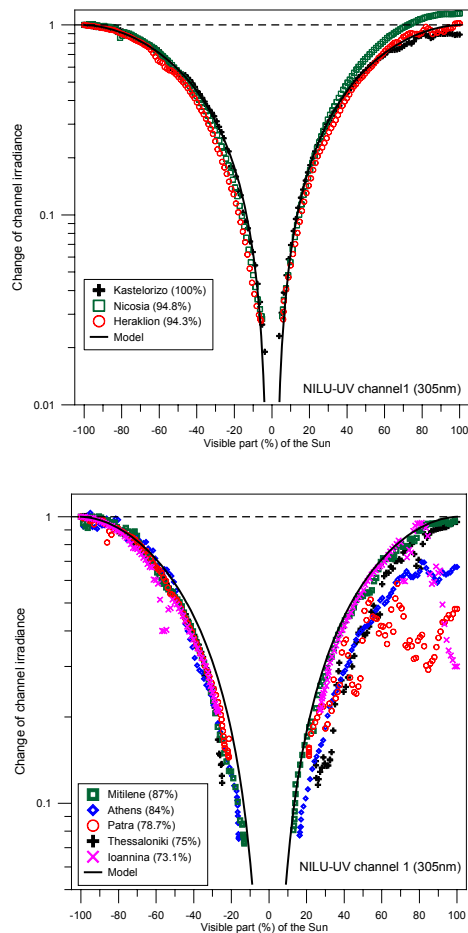 1
0.1
0.01
Change of channel irradiance
Kastelorizo (100%)
Nicosia (94.8%)
Heraklion (94.3%)
Model
NILU-UV channel1 (305nm)
-100 -80 -60 -40 -20 0 20 40 60 80 100
Visible part (%) of the Sun
1
0.1
Change of channel irradiance
Mitilene (87%)
Athens (84%)
Patra (78.7%)
Thessaloniki (75%)
Ioannina (73.1%)
Model
NILU-UV channel 1 (305nm)
-100 -80 -60 -40 -20 0 20 40 60 80 100
Visible part (%) of the Sun